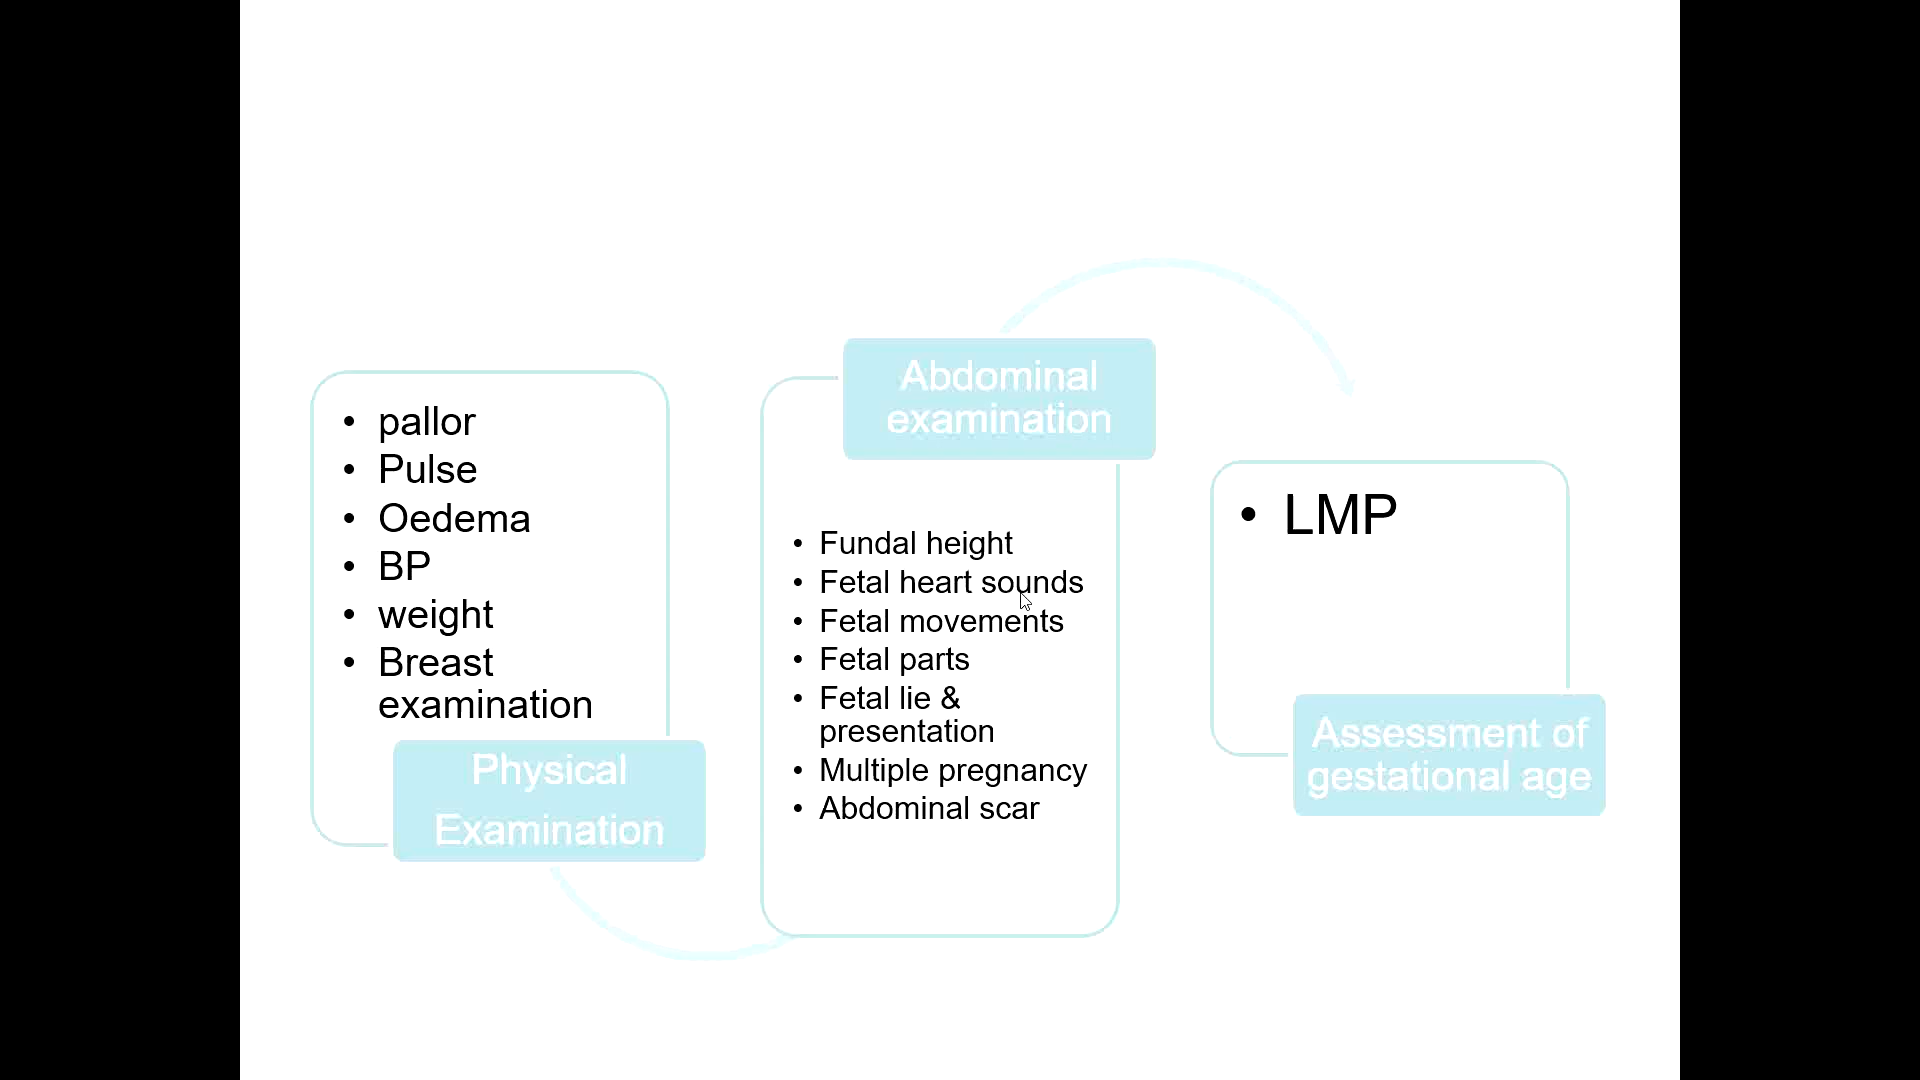 • pallor
• Pulse
• Oedema
• BP
• weight
• Breast
examination
Physical
Examination
Abdominal
examination
• Fundal height
• Fetal heart sounds
• Fetal movements
• Fetal parts
• Fetal lie &
presentation
• Multiple pregnancy
• Abdominal scar
• LMP
Assessment of
gestational age